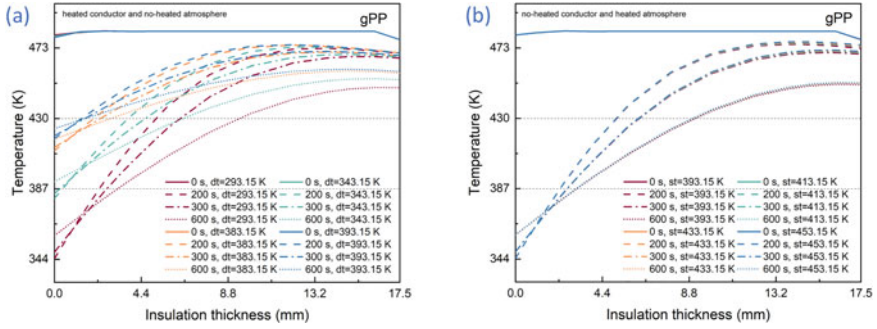 (a)
heated conductor and no-heated atmosphere
gPP
Temperature (K)
473
430
387
344
0 s, dt=293.15 K
200 s, dt=293.15 K
300 s, dt=293.15 K
600 s, dt=293.15 K
0 s, dt=383.15 K
200 s, dt=383.15 K
300 s, dt=383.15 K
600 s, dt=383.15 K
0 s, dt=343.15 K
200 s, dt=343.15 K
300 s, dt=343.15 K
600 s, dt=343.15 K
0 s, dt=393.15 K
200 s, dt=393.15 K
300 s, dt=393.15 K
600 s, dt=393.15 K
0.0 4.4 8.8 13.2 17.5
Insulation thickness (mm)
(b)
no-heated conductor and heated atmosphere
gPP
Temperature (K)
473
430
387
344
0 s, st=393.15 K
200 s, st=393.15 K
300 s, st=393.15 K
600 s, st=393.15 K
0 s, st=433.15 K
200 s, st=433.15 K
300 s, st=433.15 K
600 s, st=433.15 K
0 s, st=413.15 K
200 s, st=413.15 K
300 s, st=413.15 K
600 s, st=413.15 K
0 s, st=453.15 K
200 s, st=453.15 K
300 s, st=453.15 K
600 s, st=453.15 K
0.0 4.4 8.8 13.2 17.5
Insulation thickness (mm)